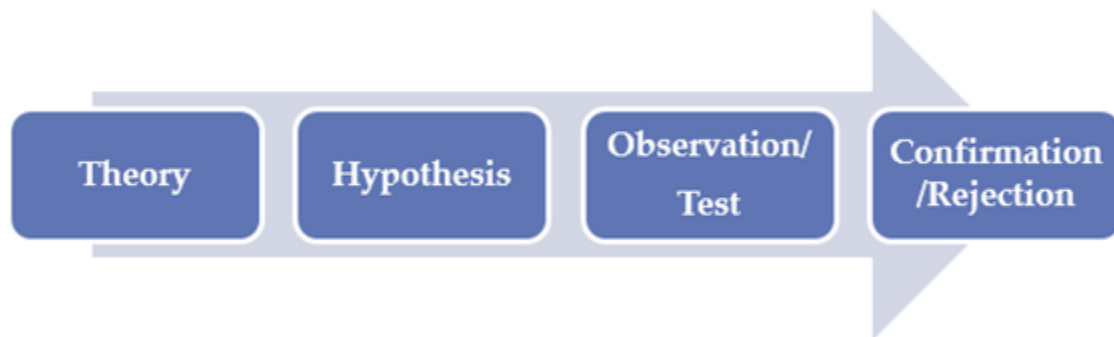 Theory
Hypothesis
Observation/
Test
Confirmation
/Rejection